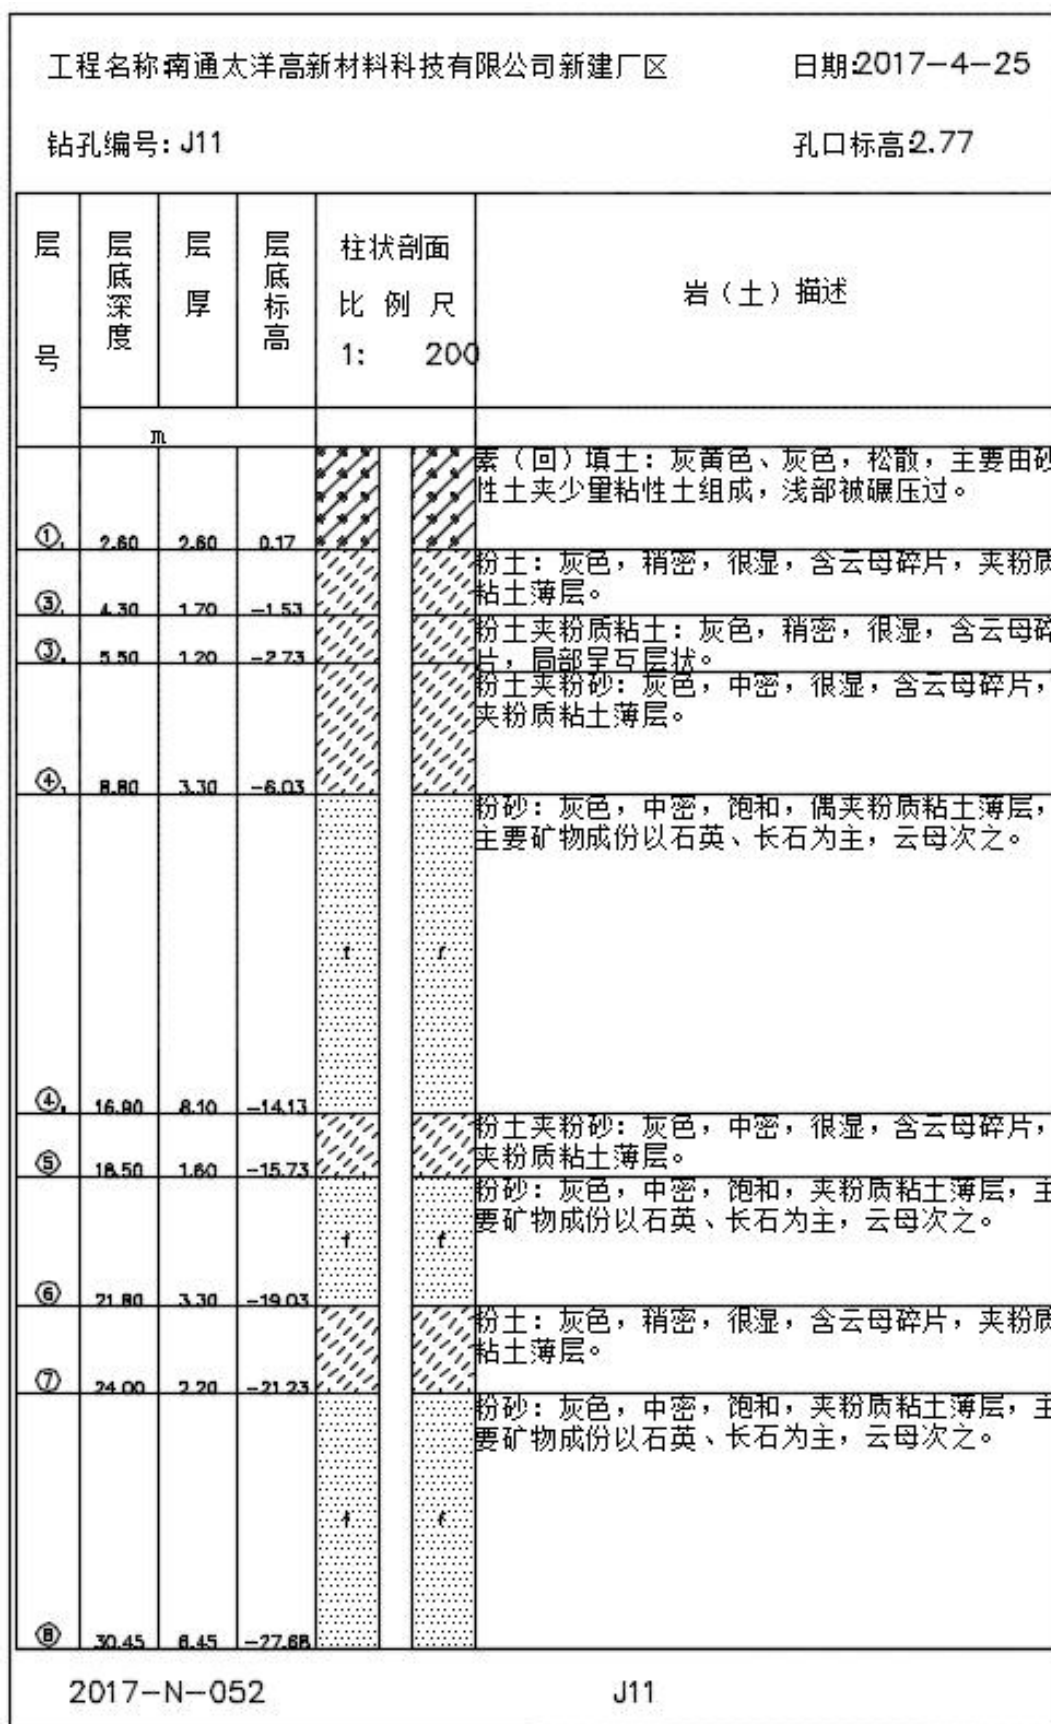 工程名称:南通太洋高新材料科技有限公司新建厂区 日期:2017-4-25
钻孔编号: J11 孔口标高:2.77
层号 层底深度 层厚 层底标高 柱状剖面 比例尺 1: 200 岩（土）描述
m
素（回）填土: 灰黄色、灰色, 松散, 主要由砂
性土夹少量粘性土组成, 浅部被碾压过。
① 2.60 2.60 0.17
粉土: 灰色, 稍密, 很湿, 含云母碎片, 夹粉质
粘土薄层。
③ 4.30 1.70 -1.53
粉土夹粉质粘土: 灰色, 稍密, 很湿, 含云母碎
片, 局部呈互层状。
③ 5.50 1.20 -2.73
粉土夹粉砂: 灰色, 中密, 很湿, 含云母碎片,
夹粉质粘土薄层。
④ 8.80 3.30 -6.03
粉砂: 灰色, 中密, 饱和, 偶夹粉质粘土薄层,
主要矿物成份以石英、长石为主, 云母次之。
f f
④ 16.90 8.10 -14.13
粉土夹粉砂: 灰色, 中密, 很湿, 含云母碎片,
夹粉质粘土薄层。
⑤ 18.50 1.60 -15.73
粉砂: 灰色, 中密, 饱和, 夹粉质粘土薄层, 主
要矿物成份以石英、长石为主, 云母次之。
f f
⑥ 21.80 3.30 -19.03
粉土: 灰色, 稍密, 很湿, 含云母碎片, 夹粉质
粘土薄层。
⑦ 24.00 2.20 -21.23
粉砂: 灰色, 中密, 饱和, 夹粉质粘土薄层, 主
要矿物成份以石英、长石为主, 云母次之。
f f
⑧ 30.45 6.45 -27.68
2017-N-052 J11